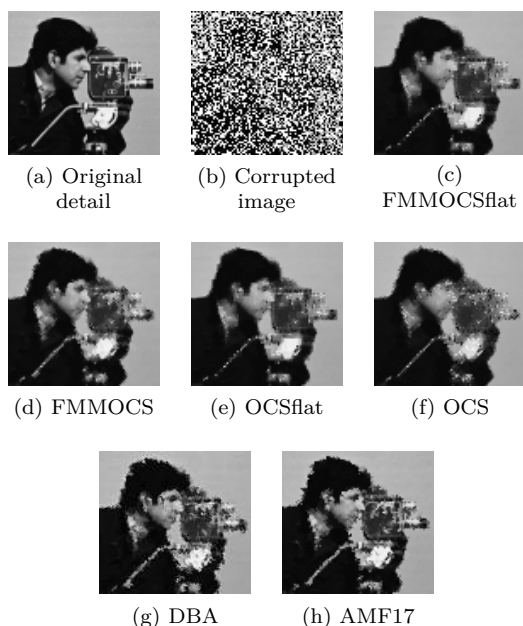 (a) Original
detail
(b) Corrupted
image
(c)
FMMOCSflat
(d) FMMOCS
(e) OCSflat
(f) OCS
(g) DBA
(h) AMF17